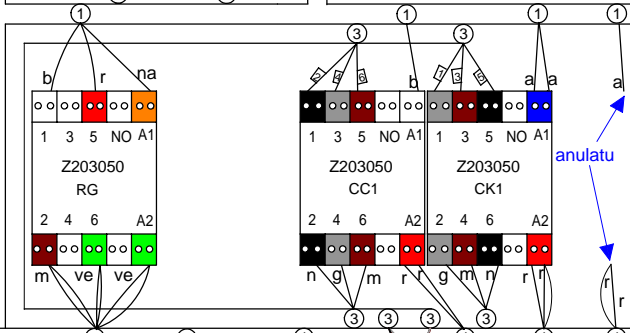 1 1 1 1
3 3
b r na
2 4 6 b
1 3 5 a a a
1 3 5 NO A1
1 3 5 NO A1
1 3 5 NO A1
anulatu
Z203050
RG
Z203050
CC1
Z203050
CK1
2 4 6 A2
2 4 6 A2
2 4 6 A2
m ve ve
n g m r r
g m n r r
r r
3 3 3 3